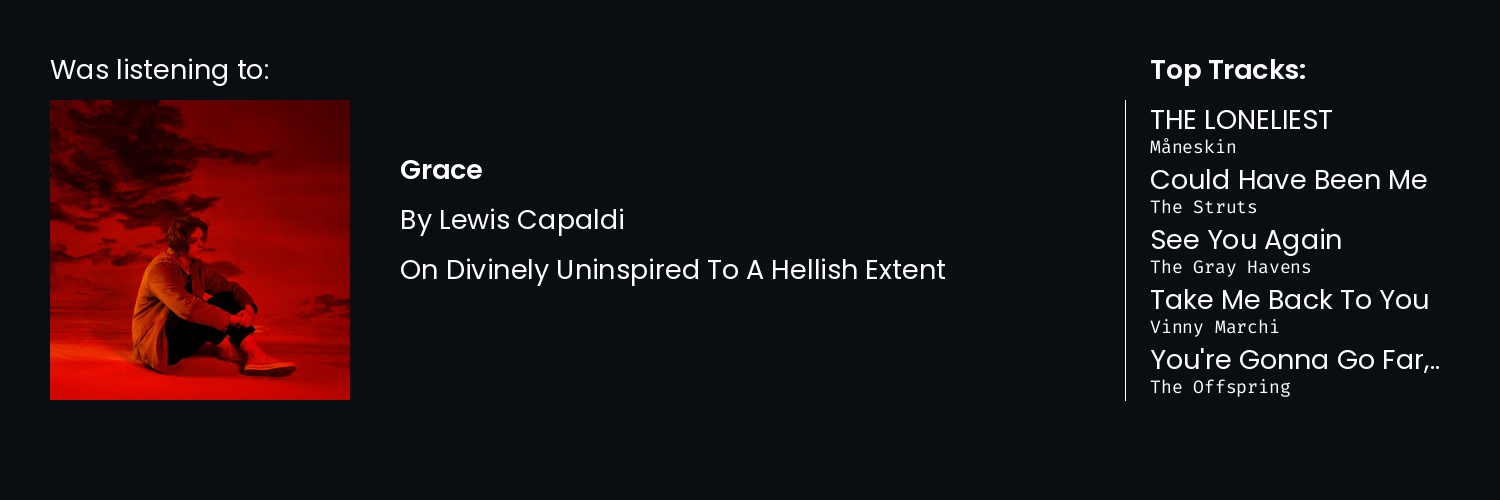 Was listening to:
Grace
By Lewis Capaldi
On Divinely Uninspired To A Hellish Extent
Top Tracks:
THE LONELIEST
Måneskin
Could Have Been Me
The Struts
See You Again
The Gray Havens
Take Me Back To You
Vinny Marchi
You're Gonna Go Far,..
The Offspring